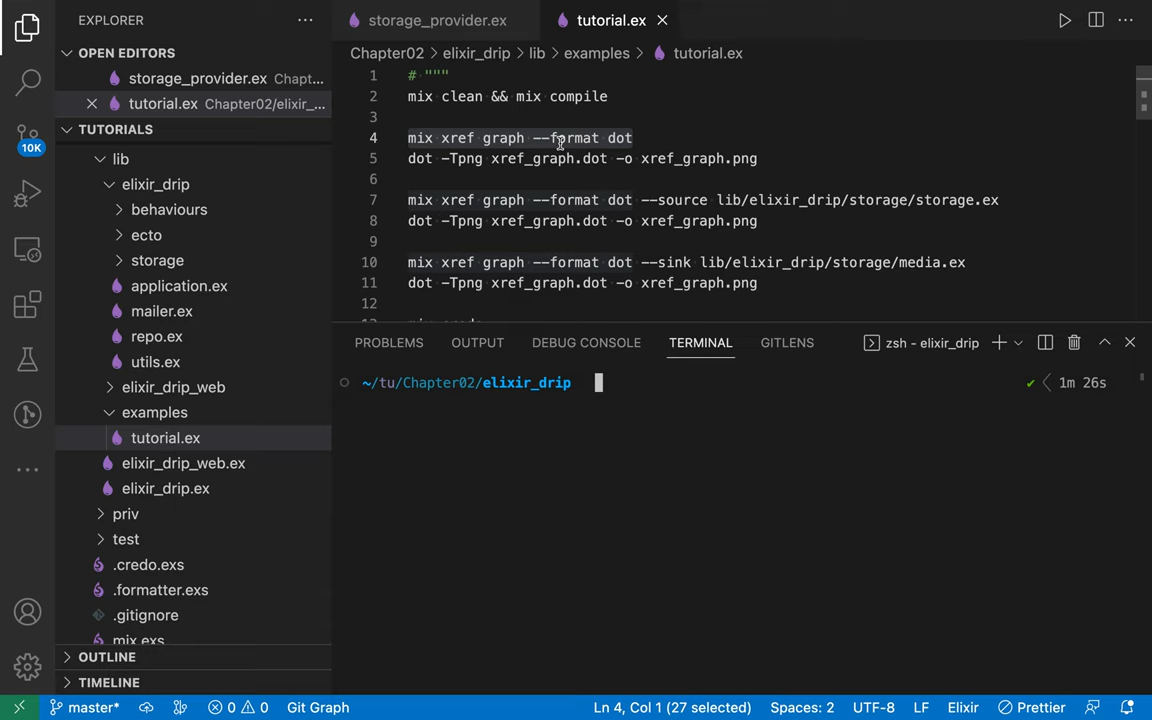 EXPLORER
OPEN EDITORS
storage_provider.ex Chapt...
tutorial.ex Chapter02/elixir_...
TUTORIALS
lib
elixir_drip
behaviours
ecto
storage
application.ex
mailer.ex
repo.ex
utils.ex
elixir_drip_web
examples
tutorial.ex
elixir_drip_web.ex
elixir_drip.ex
priv
test
.credo.exs
.formatter.exs
.gitignore
mix.exs
OUTLINE
TIMELINE
10K
storage_provider.ex
tutorial.ex
Chapter02 > elixir_drip > lib > examples > tutorial.ex
1 # """
2 mix clean && mix compile
3
4 mix xref graph --format dot
5 dot -Tpng xref_graph.dot -o xref_graph.png
6
7 mix xref graph --format dot --source lib/elixir_drip/storage/storage.ex
8 dot -Tpng xref_graph.dot -o xref_graph.png
9
10 mix xref graph --format dot --sink lib/elixir_drip/storage/media.ex
11 dot -Tpng xref_graph.dot -o xref_graph.png
12
PROBLEMS OUTPUT DEBUG CONSOLE TERMINAL GITLENS
zsh - elixir_drip
~/tu/Chapter02/elixir_drip
✔ 1m 26s
master* 0 0 Git Graph Ln 4, Col 1 (27 selected) Spaces: 2 UTF-8 LF Elixir Prettier